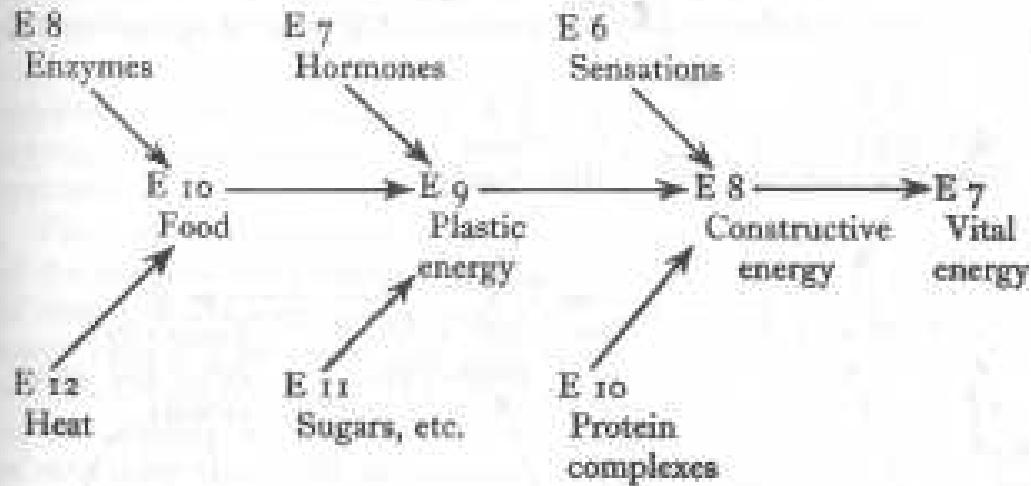 E 8 E 7 E 6
Enzymes Hormones Sensations
E 10 E 9 E 8 E 7
Food Plastic Constructive Vital
energy energy energy
E 12 E 11 E 10
Heat Sugars, etc. Protein
complexes